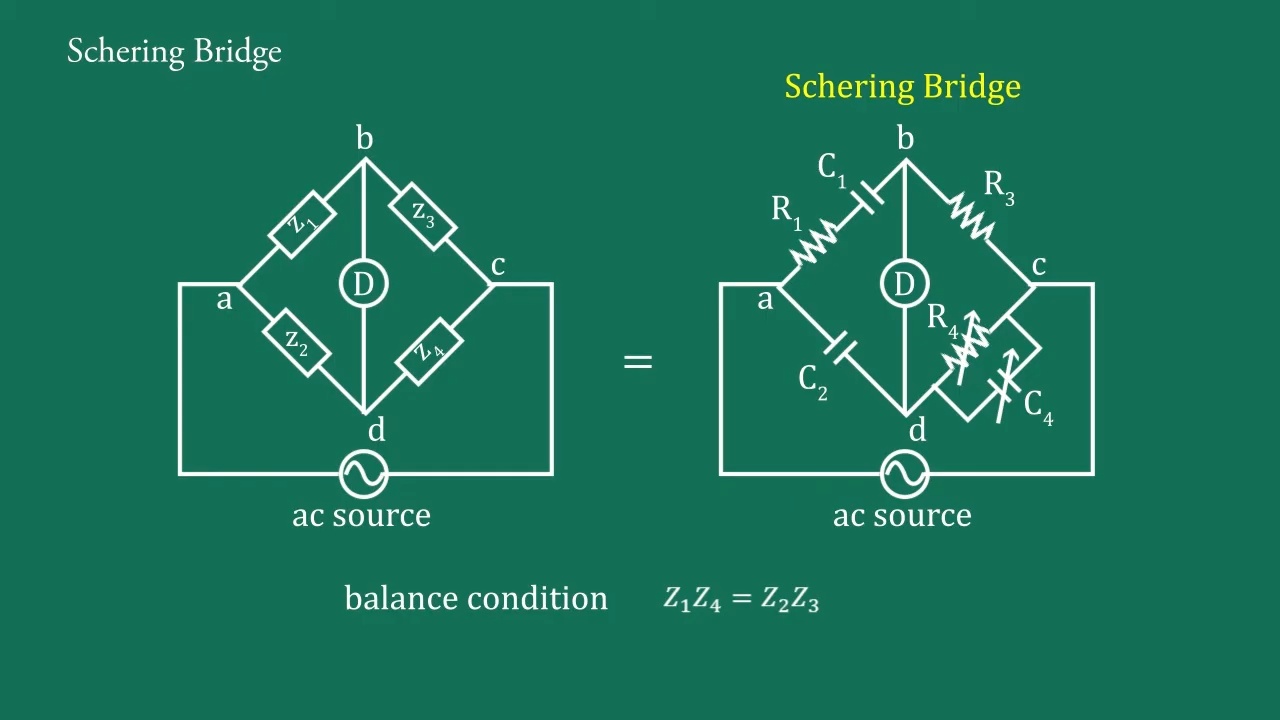 Schering Bridge
Schering Bridge
b
z₁
z₃
a
D
c
z₂
z₄
d
ac source
=
b
C₁
R₁
R₃
a
D
c
R₄
C₂
C₄
d
ac source
balance condition Z₁Z₄ = Z₂Z₃